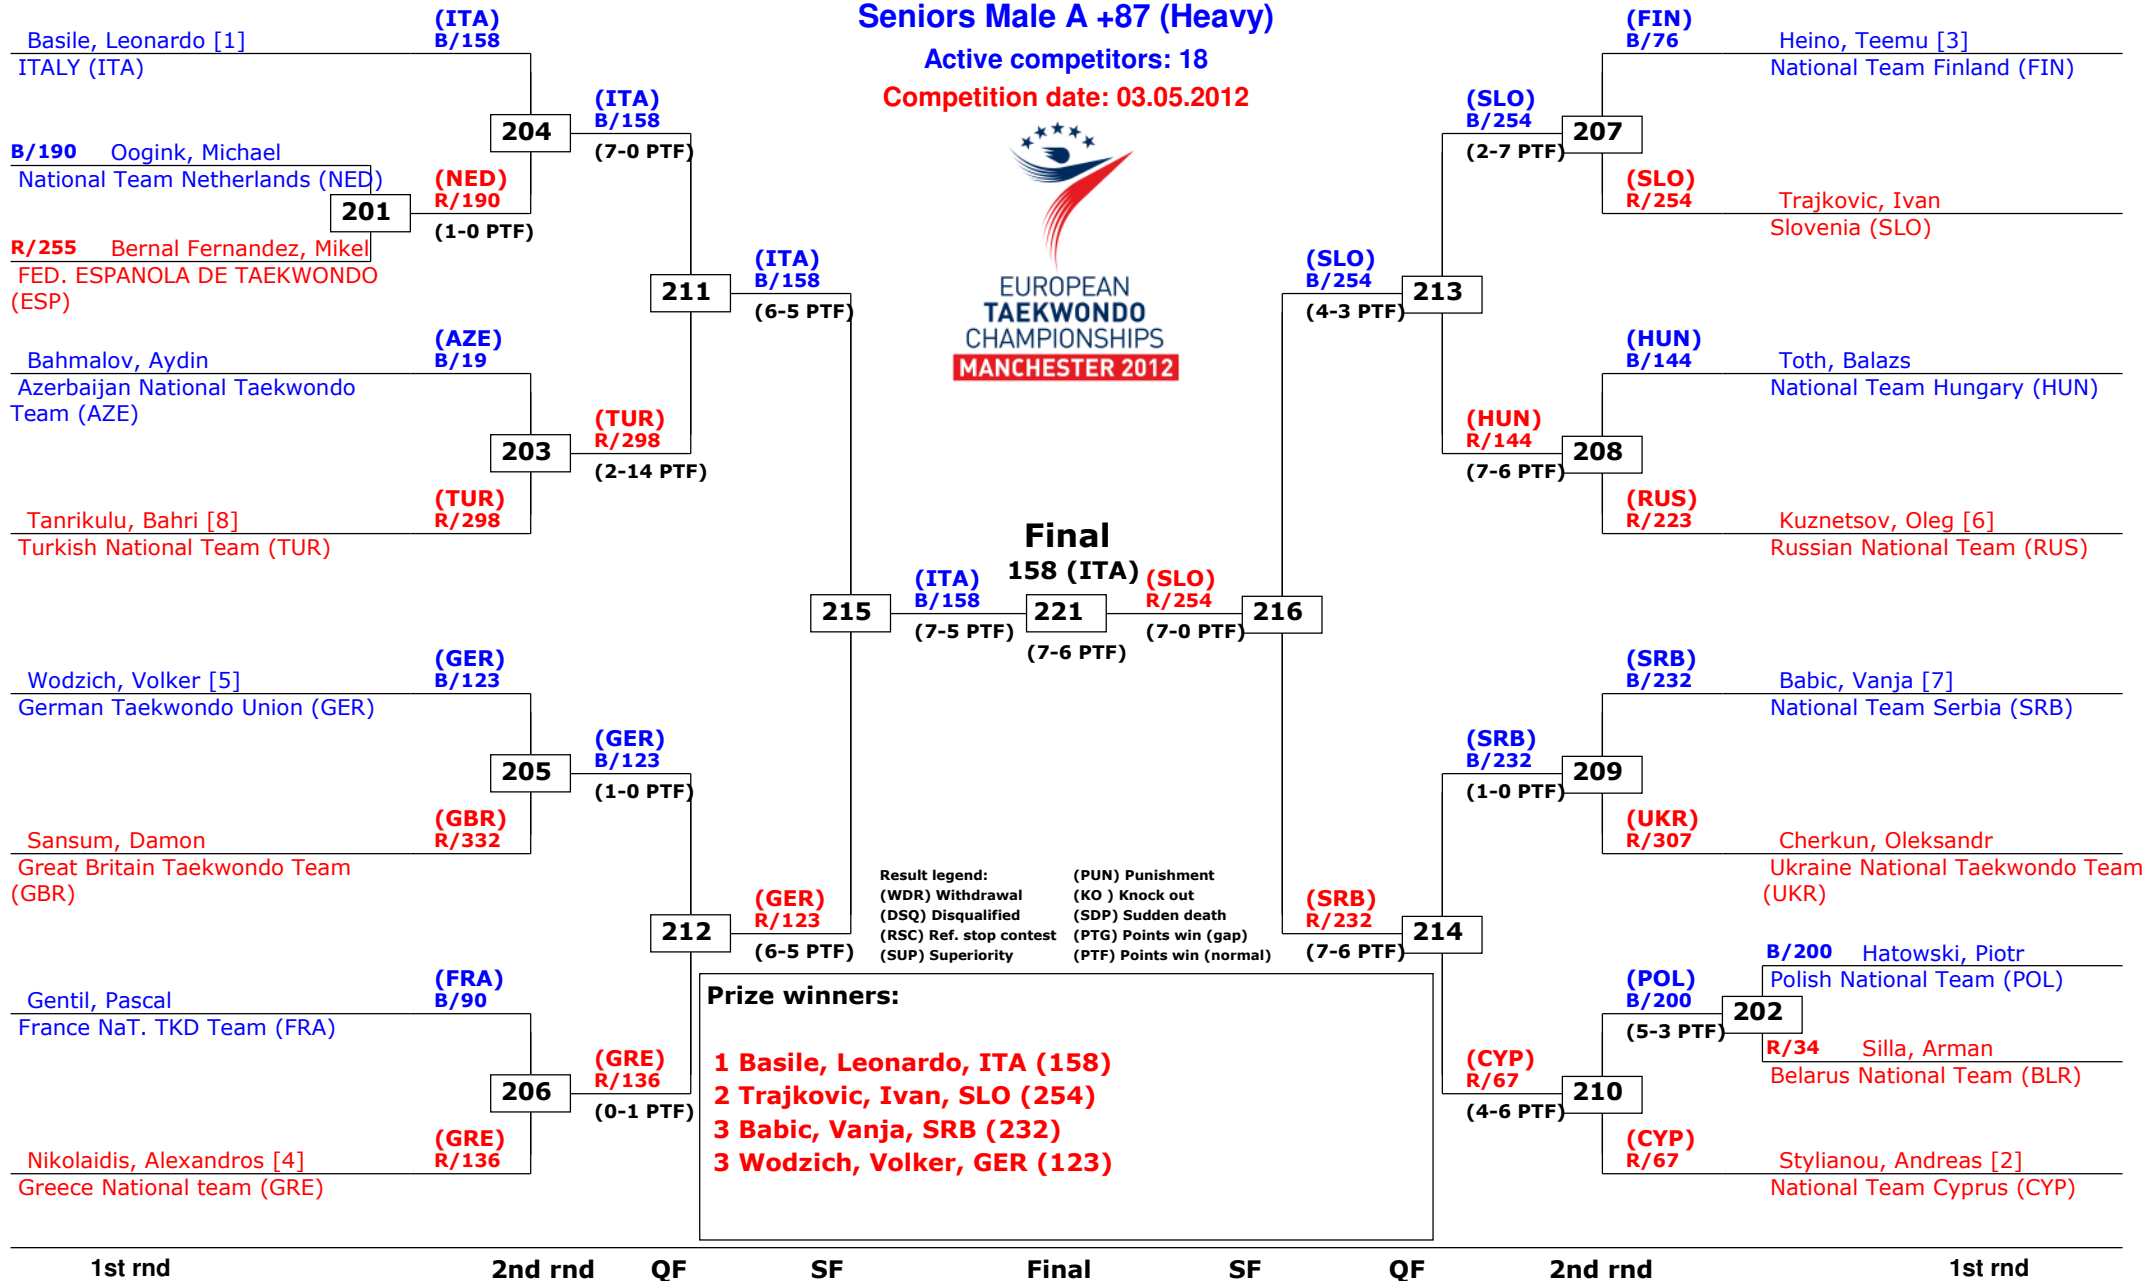 Seniors Male A +87 (Heavy)
Active competitors: 18
Competition date: 03.05.2012
EUROPEAN
TAEKWONDO
CHAMPIONSHIPS
MANCHESTER 2012
(ITA)
Basile, Leonardo [1] B/158
ITALY (ITA)
(ITA)
B/158
204
(7-0 PTF)
B/190 Oogink, Michael
National Team Netherlands (NED)
201
(NED)
R/190
(1-0 PTF)
R/255 Bernal Fernandez, Mikel
FED. ESPANOLA DE TAEKWONDO
(ESP)
211
(ITA)
B/158
(6-5 PTF)
(AZE)
Bahmalov, Aydin B/19
Azerbaijan National Taekwondo
Team (AZE)
203
(TUR)
R/298
(2-14 PTF)
(TUR)
Tanrikulu, Bahri [8] R/298
Turkish National Team (TUR)
215
(ITA)
B/158
(7-5 PTF)
Final
158 (ITA)
221
(7-6 PTF)
(SLO)
R/254
(7-0 PTF)
216
(GER)
Wodzich, Volker [5] B/123
German Taekwondo Union (GER)
205
(GER)
B/123
(1-0 PTF)
(GBR)
Sansum, Damon R/332
Great Britain Taekwondo Team
(GBR)
212
(GER)
R/123
(6-5 PTF)
(FRA)
Gentil, Pascal B/90
France NaT. TKD Team (FRA)
206
(GRE)
R/136
(0-1 PTF)
(GRE)
Nikolaidis, Alexandros [4] R/136
Greece National team (GRE)
(FIN)
B/76 Heino, Teemu [3]
National Team Finland (FIN)
(SLO)
B/254
207
(2-7 PTF)
(SLO)
R/254 Trajkovic, Ivan
Slovenia (SLO)
(SLO)
B/254
213
(4-3 PTF)
(HUN)
B/144 Toth, Balazs
National Team Hungary (HUN)
(HUN)
R/144
208
(7-6 PTF)
(RUS)
R/223 Kuznetsov, Oleg [6]
Russian National Team (RUS)
(SRB)
B/232 Babic, Vanja [7]
National Team Serbia (SRB)
(SRB)
B/232
209
(1-0 PTF)
(UKR)
R/307 Cherkun, Oleksandr
Ukraine National Taekwondo Team
(UKR)
(SRB)
R/232
214
(7-6 PTF)
B/200 Hatowski, Piotr
Polish National Team (POL)
(POL)
B/200
202
(5-3 PTF)
R/34 Silla, Arman
Belarus National Team (BLR)
(CYP)
R/67
210
(4-6 PTF)
(CYP)
R/67 Stylianou, Andreas [2]
National Team Cyprus (CYP)
Result legend: (PUN) Punishment
(WDR) Withdrawal (KO ) Knock out
(DSQ) Disqualified (SDP) Sudden death
(RSC) Ref. stop contest (PTG) Points win (gap)
(SUP) Superiority (PTF) Points win (normal)
Prize winners:
1 Basile, Leonardo, ITA (158)
2 Trajkovic, Ivan, SLO (254)
3 Babic, Vanja, SRB (232)
3 Wodzich, Volker, GER (123)
1st rnd 2nd rnd QF SF Final SF QF 2nd rnd 1st rnd